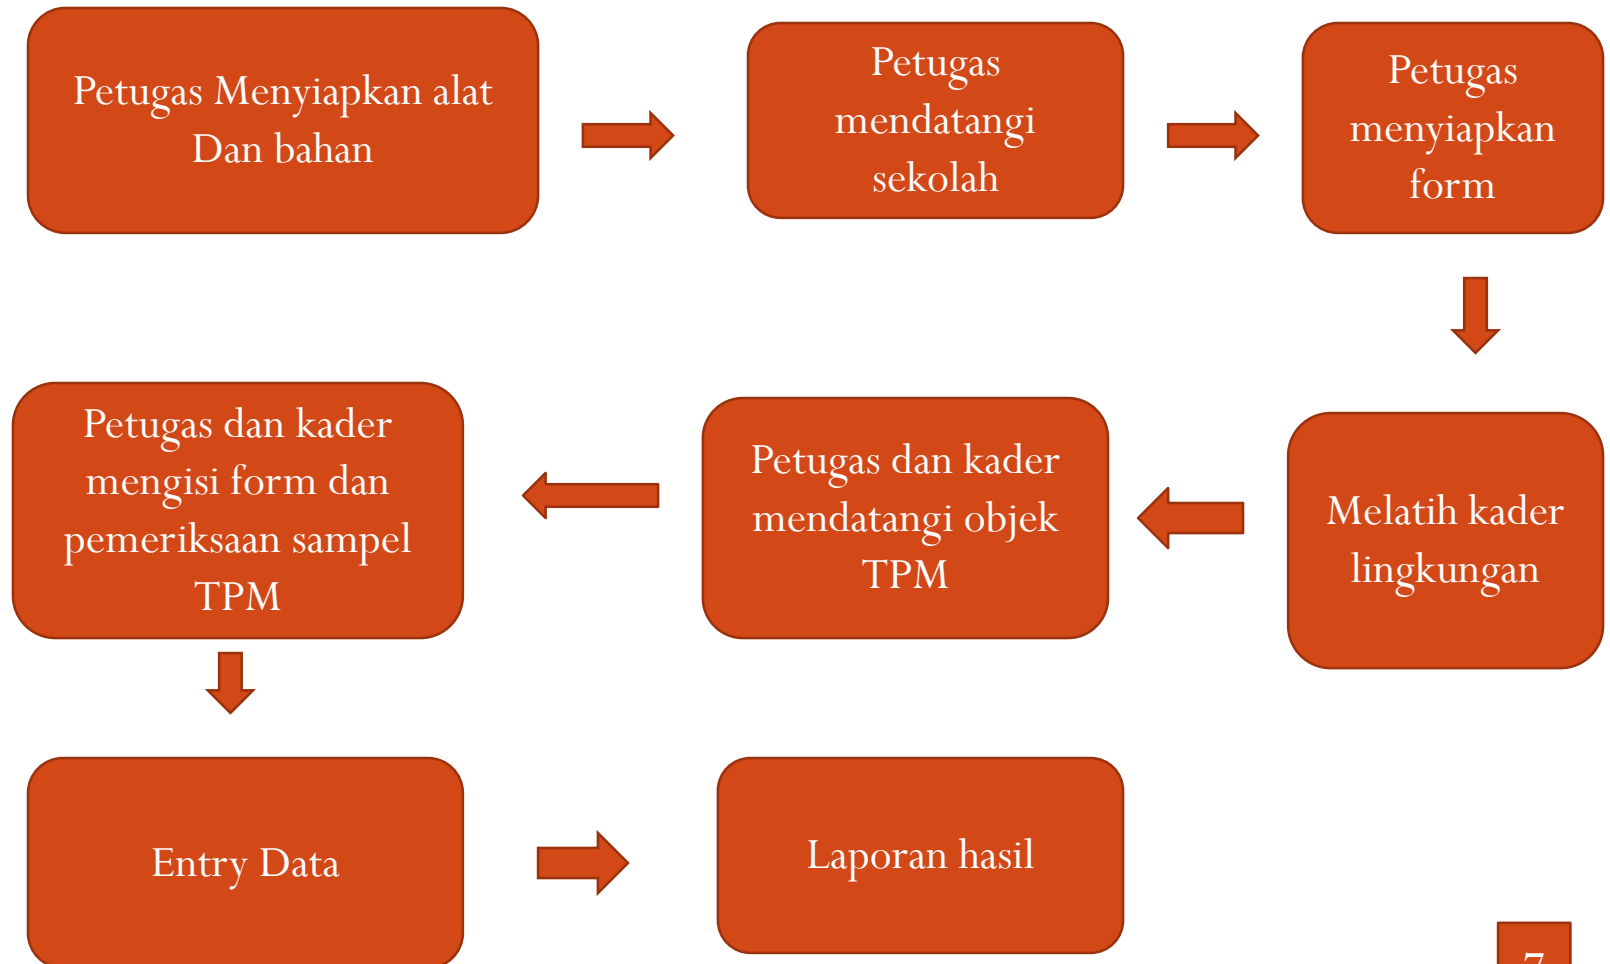 Petugas Menyiapkan alat
Dan bahan
Petugas
mendatangi
sekolah
Petugas
menyiapkan
form
Melatih kader
lingkungan
Petugas dan kader
mendatangi objek
TPM
Petugas dan kader
mengisi form dan
pemeriksaan sampel
TPM
Entry Data
Laporan hasil
7